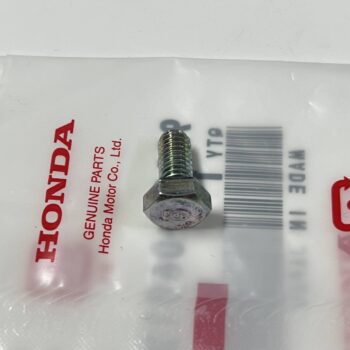 HONDA
GENUINE PARTS
Honda Motor Co., Ltd.
QTY
MADE IN